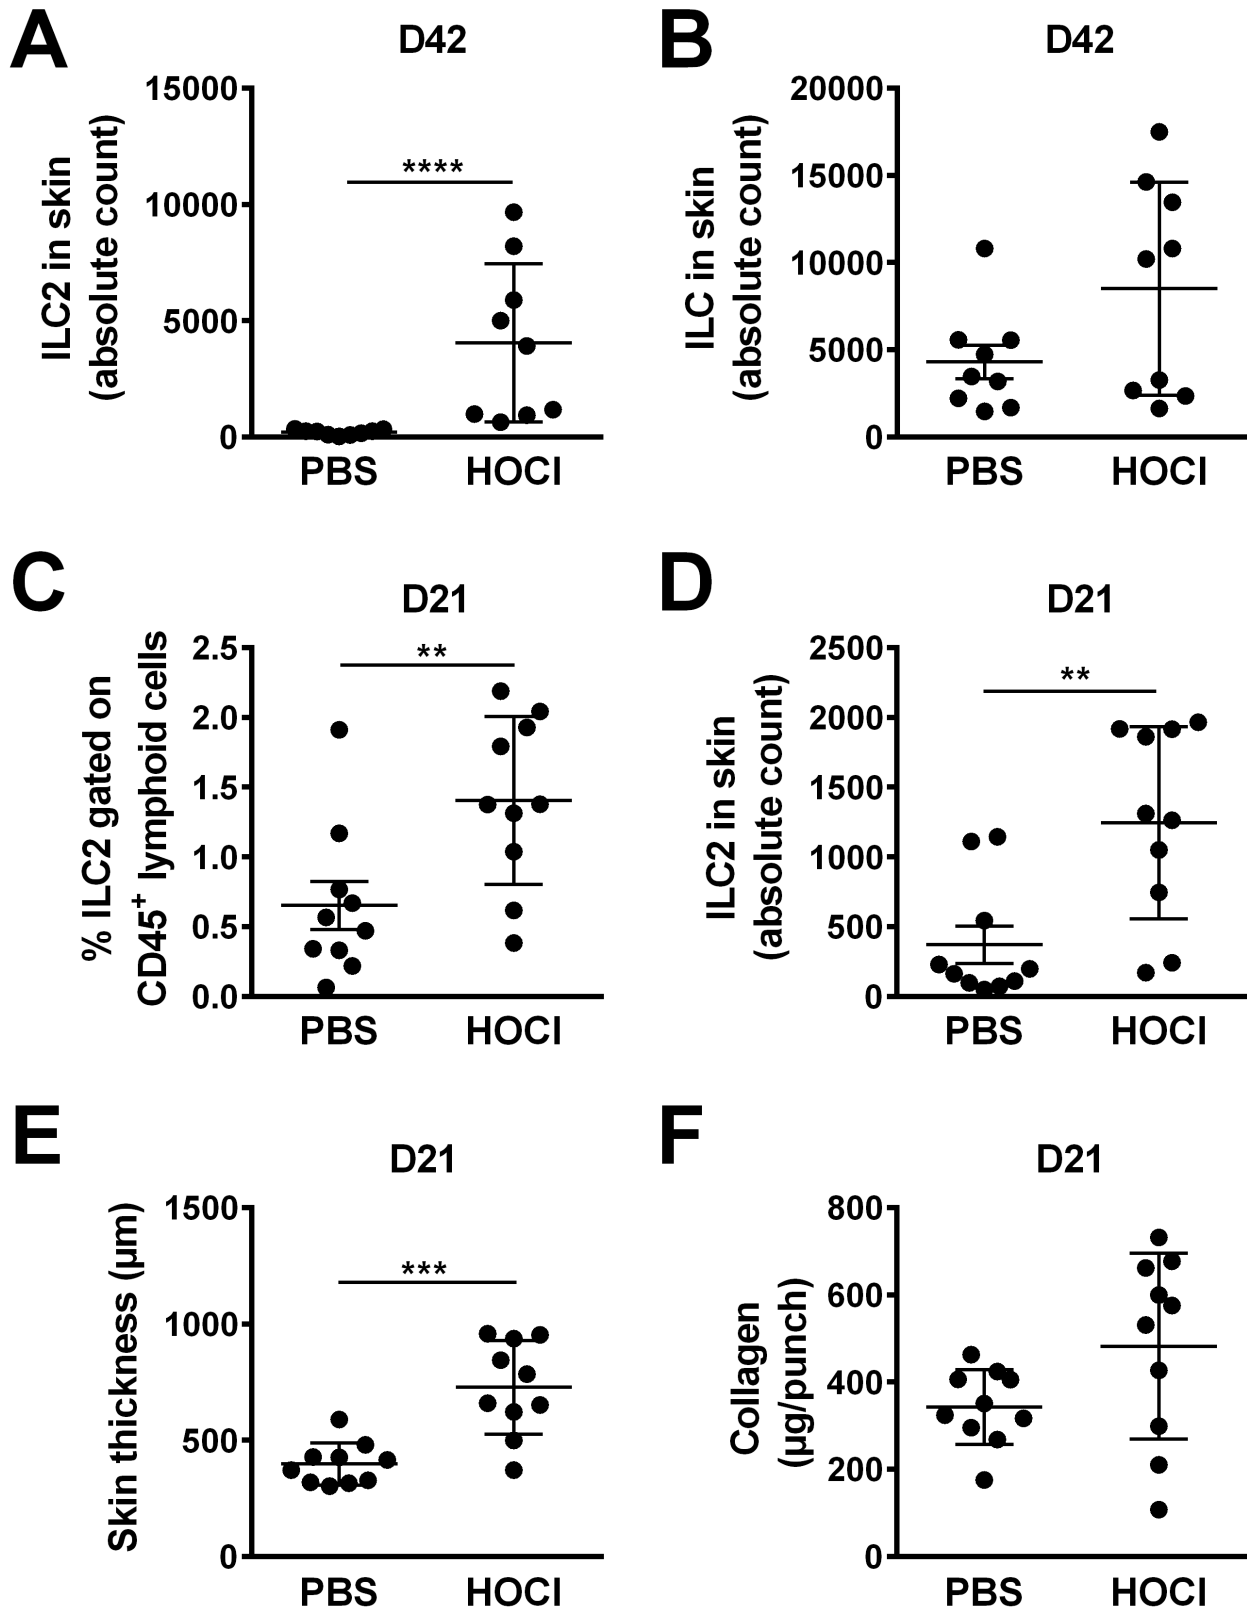 A
D42
ILC2 in skin
(absolute count)
15000
10000
5000
0
****
PBS
HOCl
B
D42
ILC in skin
(absolute count)
20000
15000
10000
5000
0
PBS
HOCl
C
D21
% ILC2 gated on
CD45+ lymphoid cells
2.5
2.0
1.5
1.0
0.5
0.0
**
PBS
HOCl
D
D21
ILC2 in skin
(absolute count)
2500
2000
1500
1000
500
0
**
PBS
HOCl
E
D21
Skin thickness (µm)
1500
1000
500
0
***
PBS
HOCl
F
D21
Collagen
(µg/punch)
800
600
400
200
0
PBS
HOCl